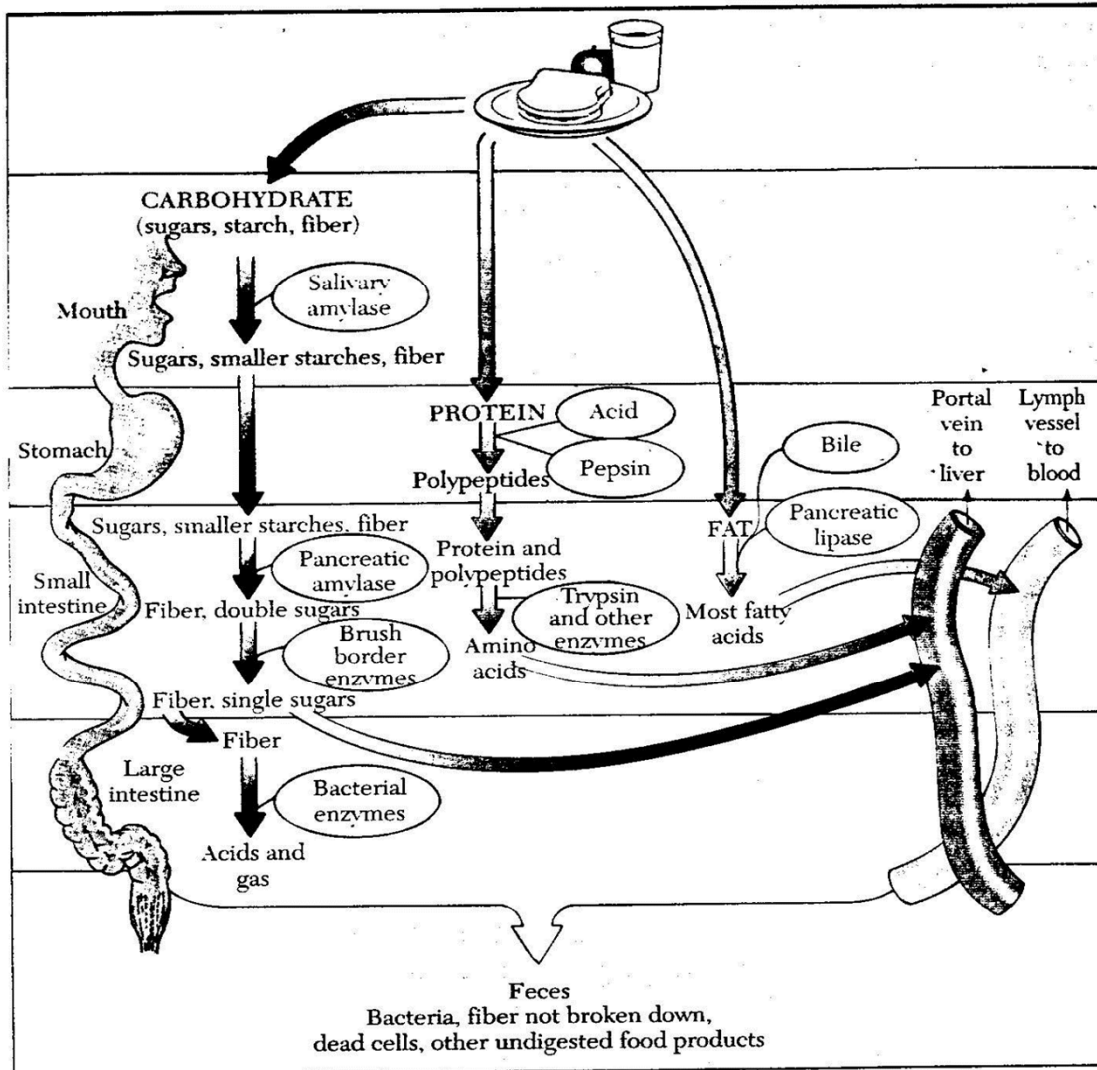 CARBOHYDRATE
(sugars, starch, fiber)
Salivary
amylase
Mouth
Sugars, smaller starches, fiber
PROTEIN
Acid
Pepsin
Polypeptides
Stomach
Bile
Portal
vein
to
liver
Lymph
vessel
to
blood
Sugars, smaller starches, fiber
Pancreatic
amylase
Small
intestine
Fiber, double sugars
Brush
border
enzymes
Fiber, single sugars
Protein and
polypeptides
Trypsin
and other
enzymes
Amino
acids
FAT
Pancreatic
lipase
Most fatty
acids
Fiber
Large
intestine
Bacterial
enzymes
Acids and
gas
Feces
Bacteria, fiber not broken down,
dead cells, other undigested food products